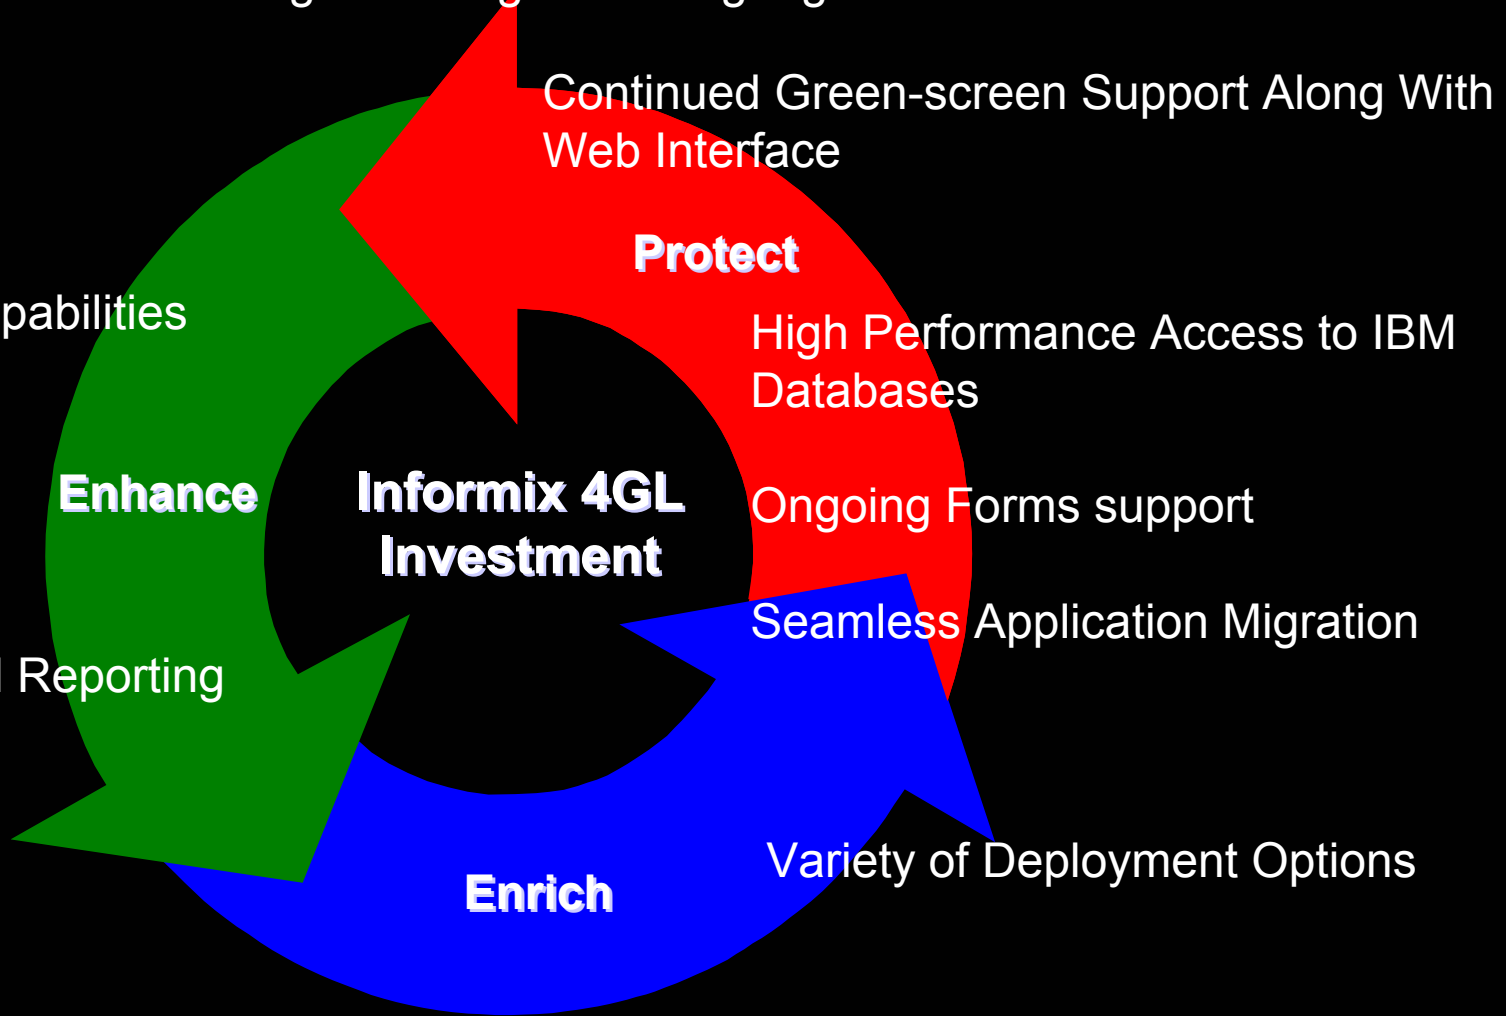 Continued Green-screen Support Along With
Web Interface
Protect
High Performance Access to IBM
Databases
Enhance
Informix 4GL
Investment
Ongoing Forms support
Seamless Application Migration
Reporting
Variety of Deployment Options
Enrich